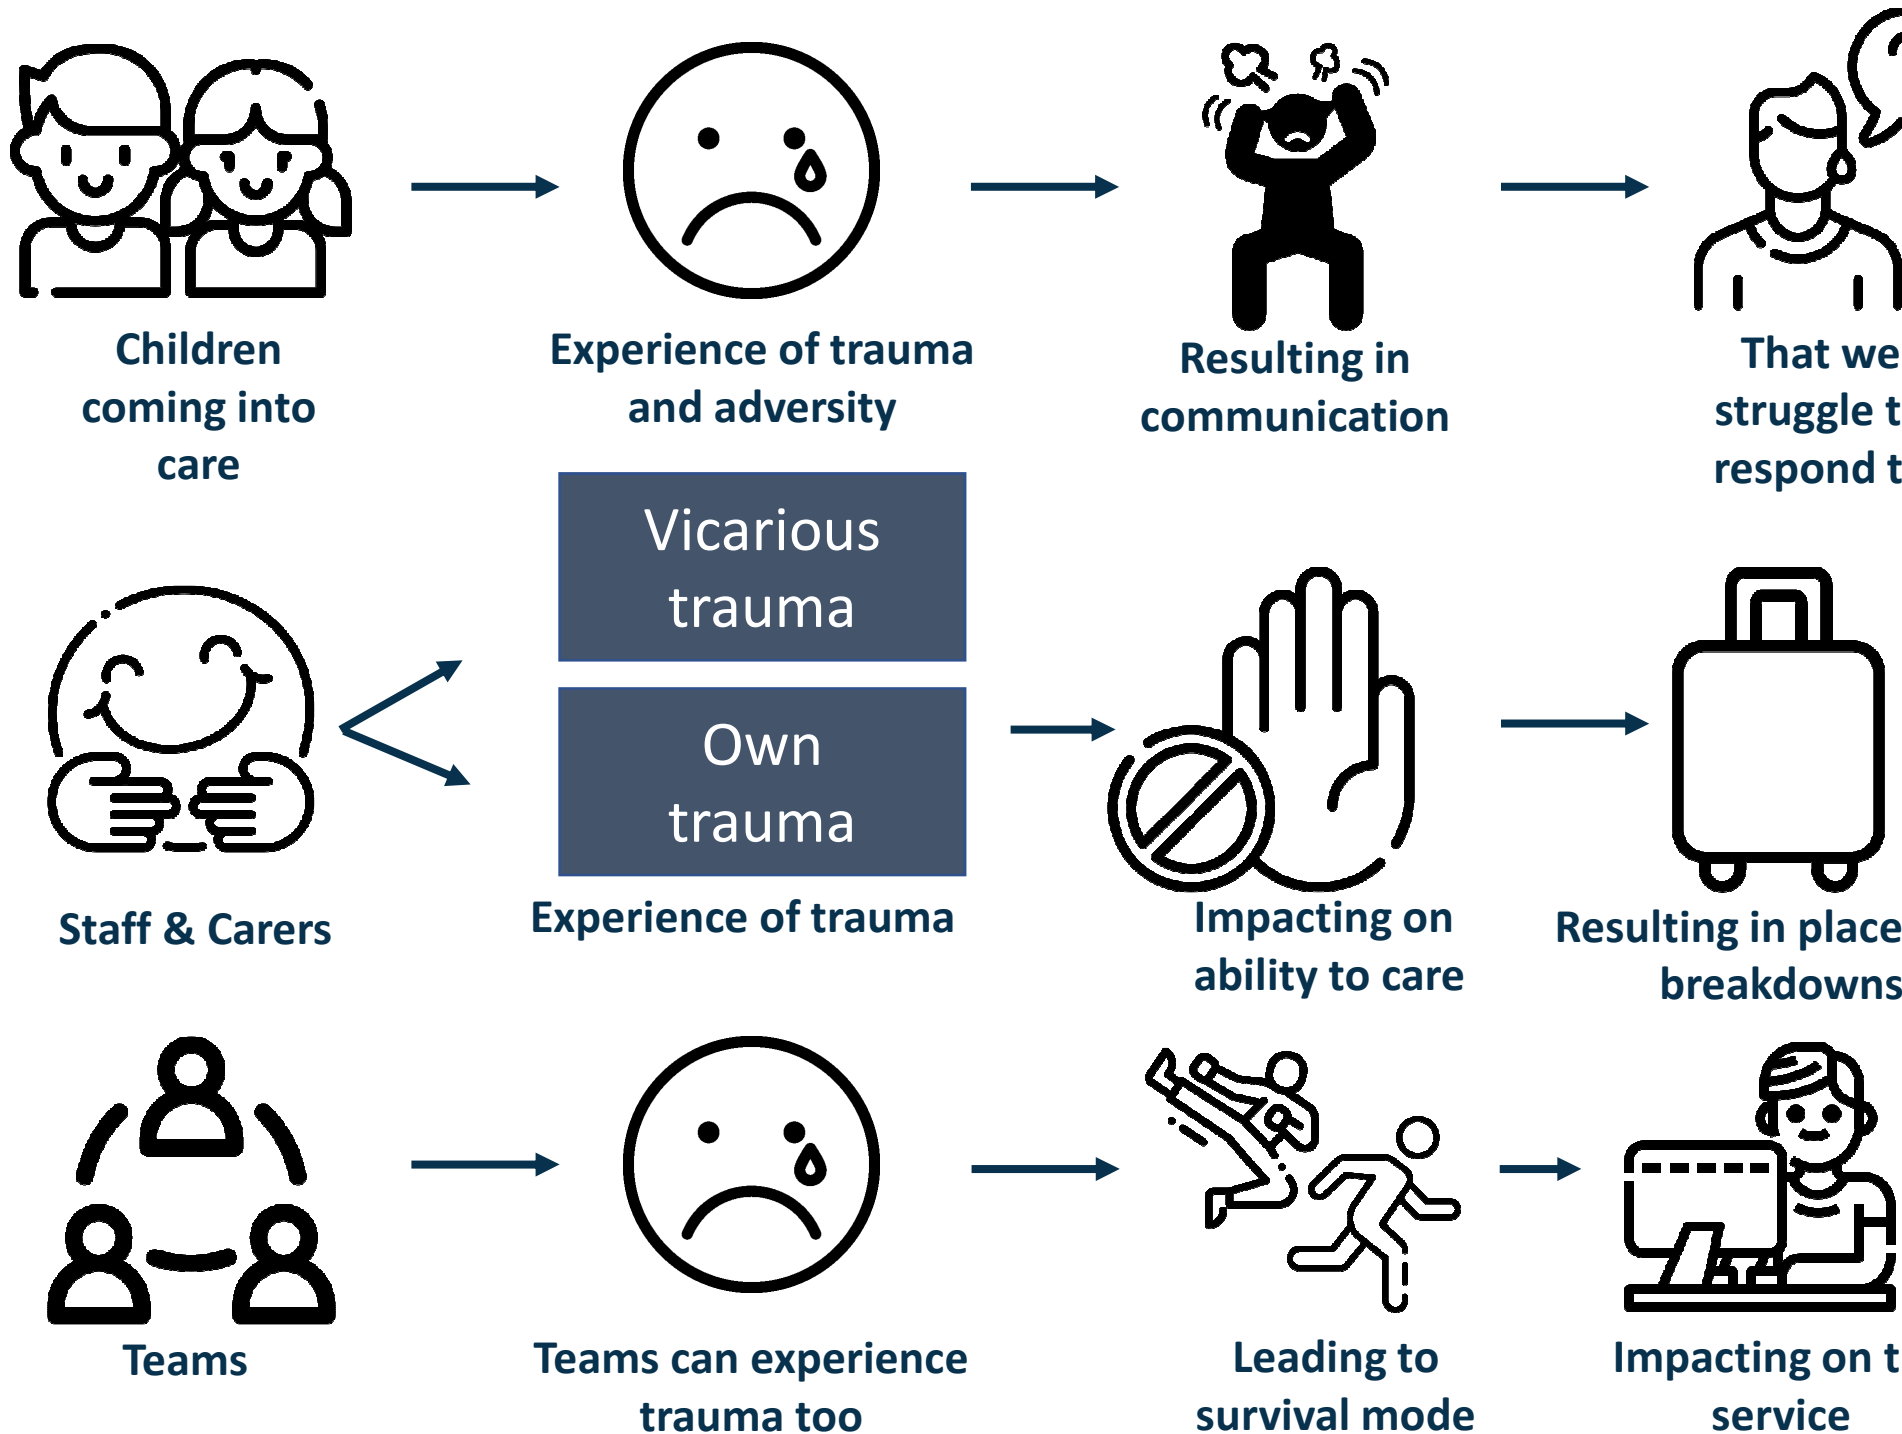 Children
coming into
care
Experience of trauma
and adversity
Resulting in
communication
That we
struggle t
respond t
Vicarious
trauma
Own
trauma
Staff & Carers
Experience of trauma
Impacting on
ability to care
Resulting in place
breakdowns
Teams
Teams can experience
trauma too
Leading to
survival mode
Impacting on t
service